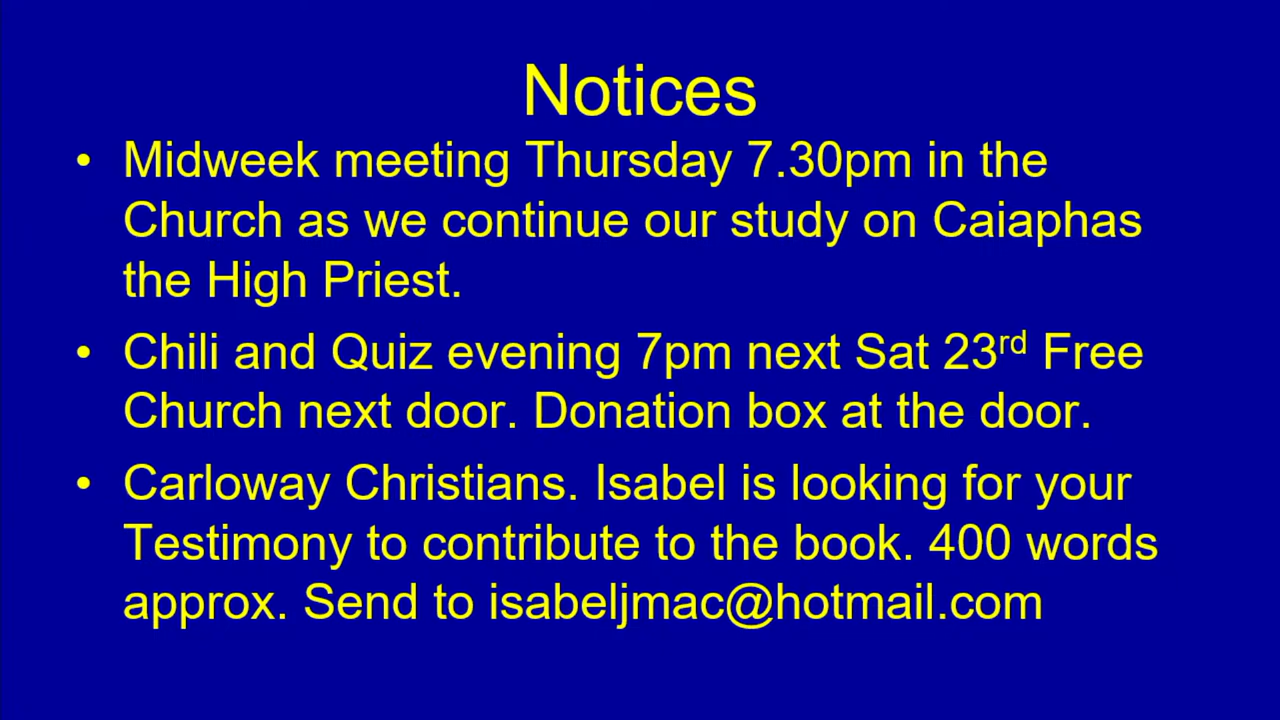 Notices
• Midweek meeting Thursday 7.30pm in the
Church as we continue our study on Caiaphas
the High Priest.
• Chili and Quiz evening 7pm next Sat 23rd Free
Church next door. Donation box at the door.
• Carloway Christians. Isabel is looking for your
Testimony to contribute to the book. 400 words
approx. Send to isabeljmac@hotmail.com